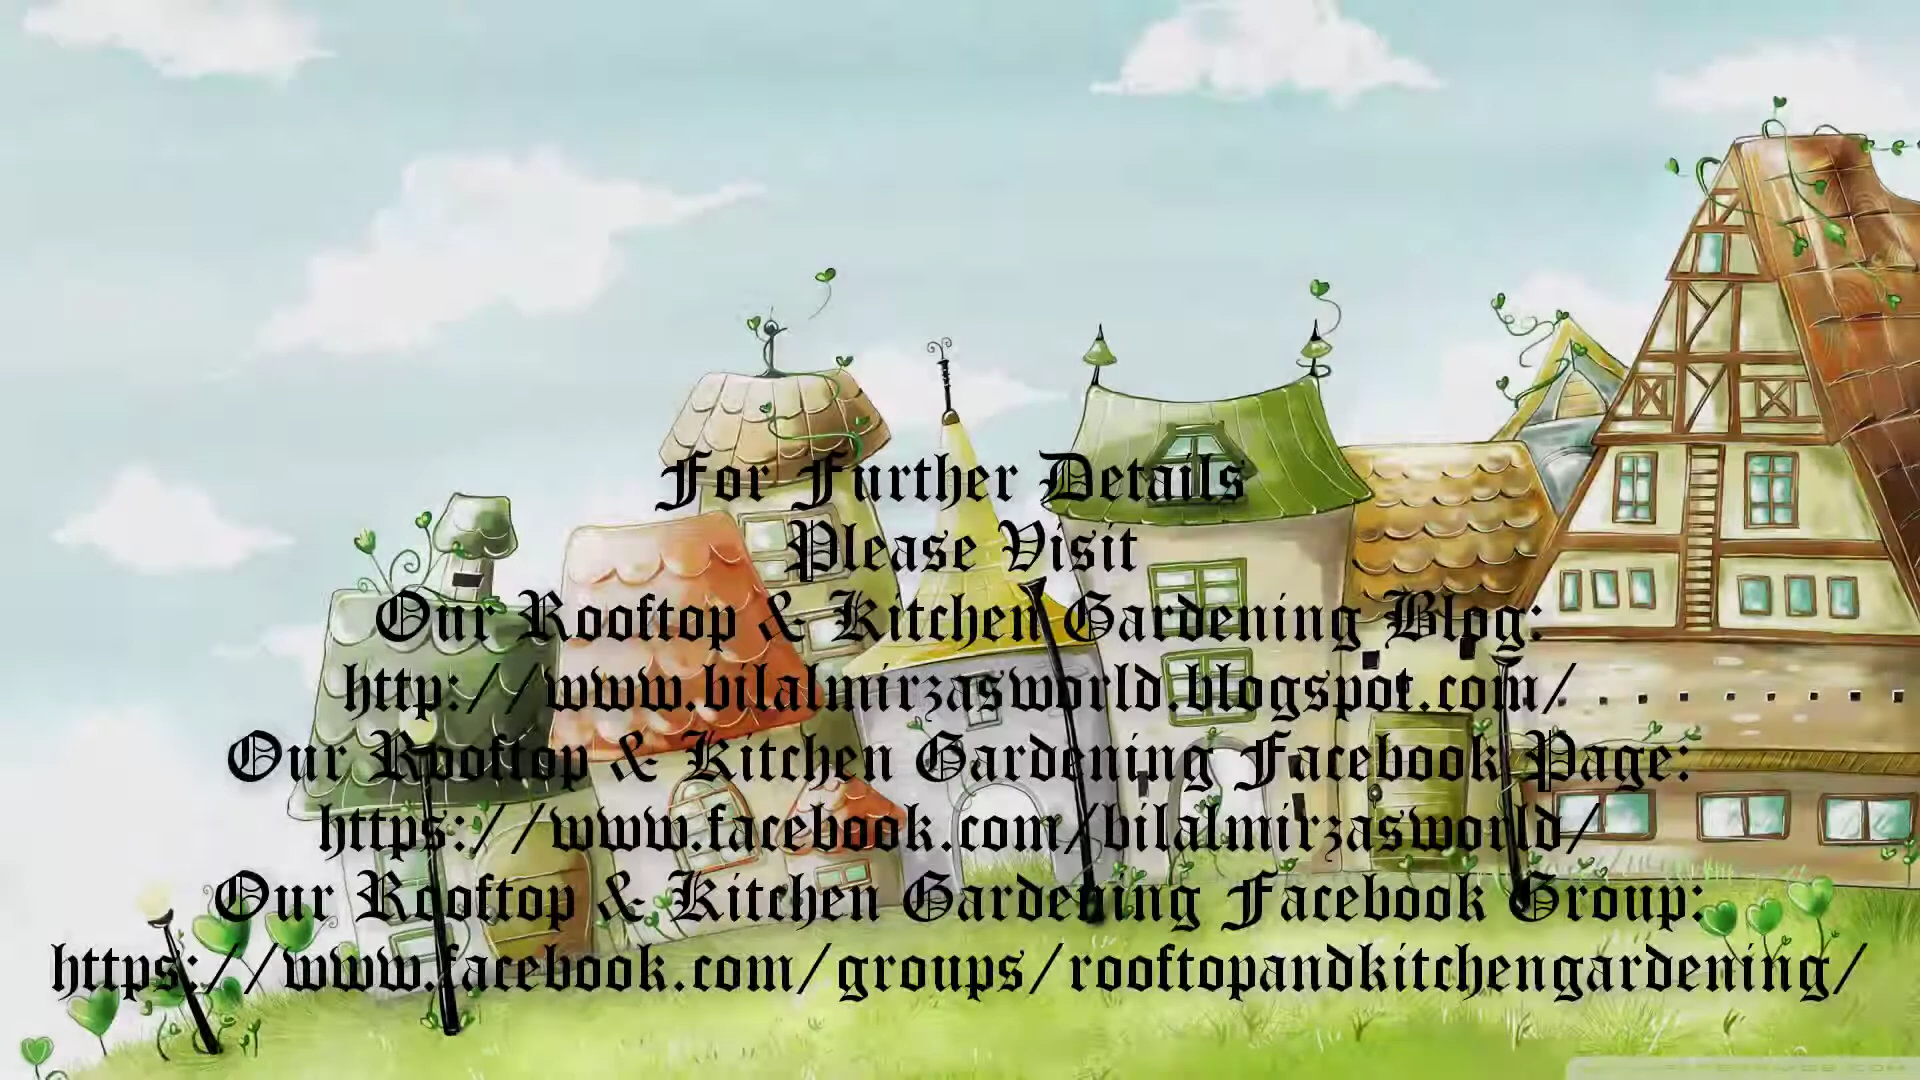 For Further Details
Please Visit
Our Rooftop & Kitchen Gardening Blog:
http://www.bilalmirzasworld.blogspot.com/
Our Rooftop & Kitchen Gardening Facebook Page:
https://www.facebook.com/bilalmirzasworld/
Our Rooftop & Kitchen Gardening Facebook Group:
https://www.facebook.com/groups/rooftopandkitchengardening/